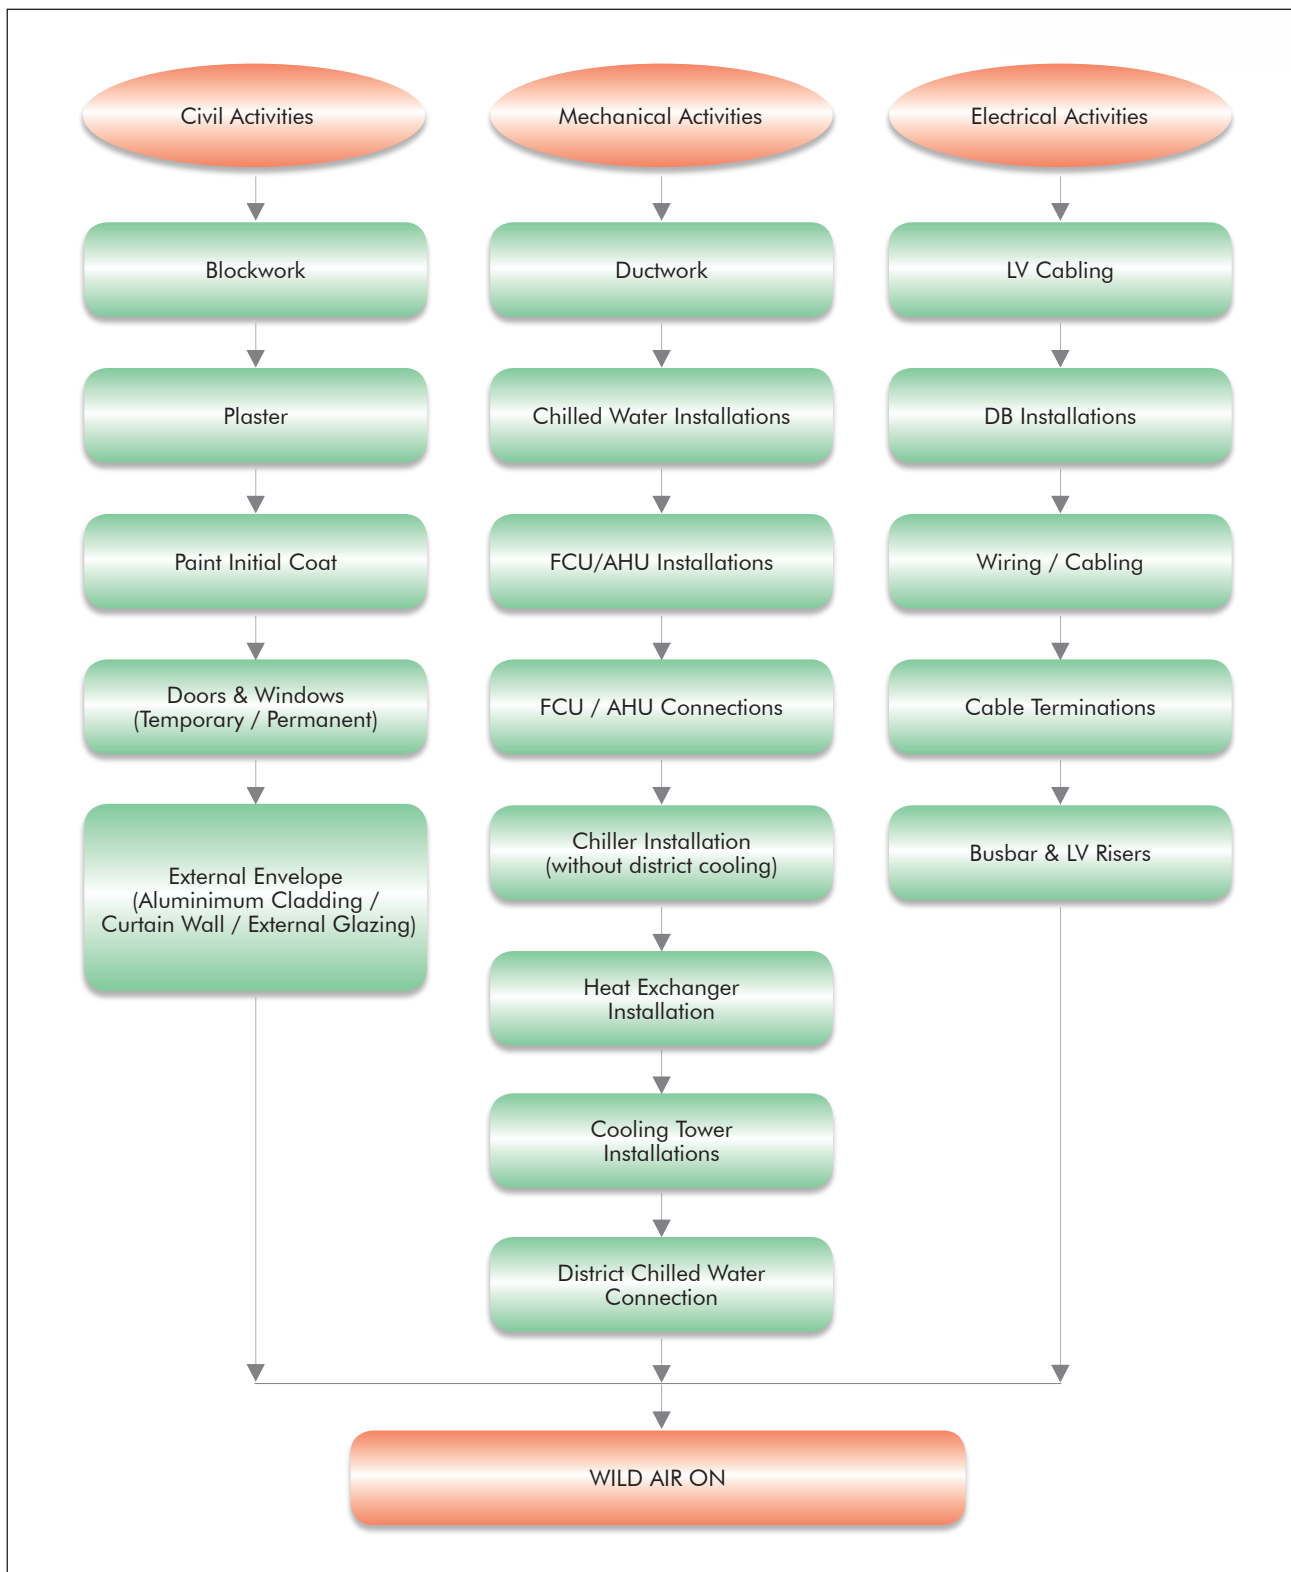 Civil Activities
Blockwork
Plaster
Paint Initial Coat
Doors & Windows
(Temporary / Permanent)
External Envelope
(Aluminimum Cladding /
Curtain Wall / External Glazing)
Mechanical Activities
Ductwork
Chilled Water Installations
FCU/AHU Installations
FCU / AHU Connections
Chiller Installation
(without district cooling)
Heat Exchanger
Installation
Cooling Tower
Installations
District Chilled Water
Connection
Electrical Activities
LV Cabling
DB Installations
Wiring / Cabling
Cable Terminations
Busbar & LV Risers
WILD AIR ON